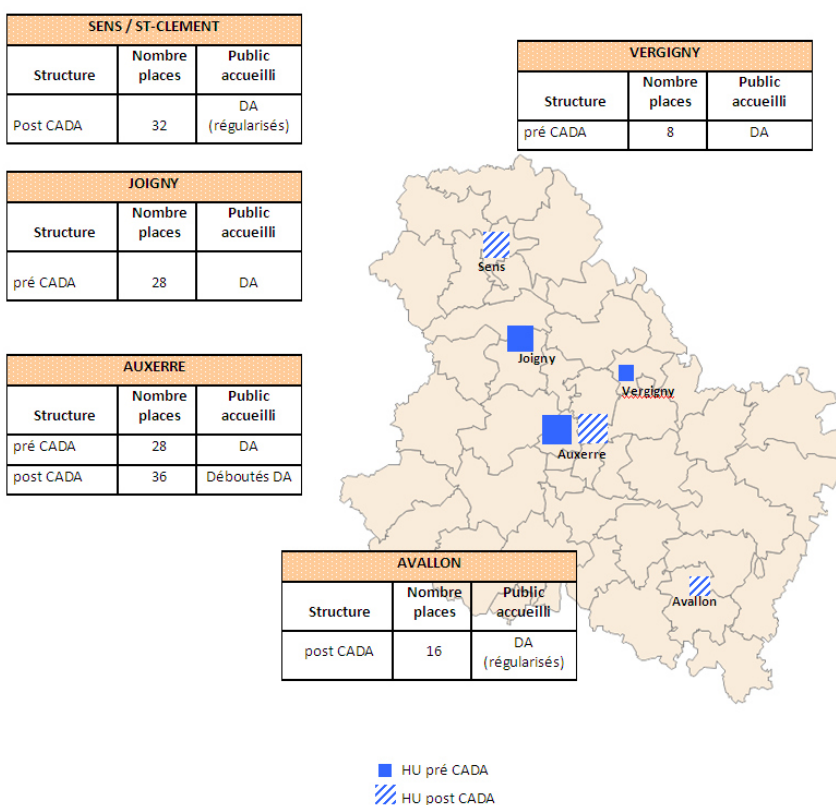 SENS / ST-CLEMENT
Structure Nombre places Public accueilli
Post CADA 32 DA (régularisés)
VERGIGNY
Structure Nombre places Public accueilli
pré CADA 8 DA
JOIGNY
Structure Nombre places Public accueilli
pré CADA 28 DA
AUXERRE
Structure Nombre places Public accueilli
pré CADA 28 DA
post CADA 36 Déboutés DA
AVALLON
Structure Nombre places Public accueilli
post CADA 16 DA (régularisés)
Sens
Joigny
Vergigny
Auxerre
Avallon
HU pré CADA
HU post CADA